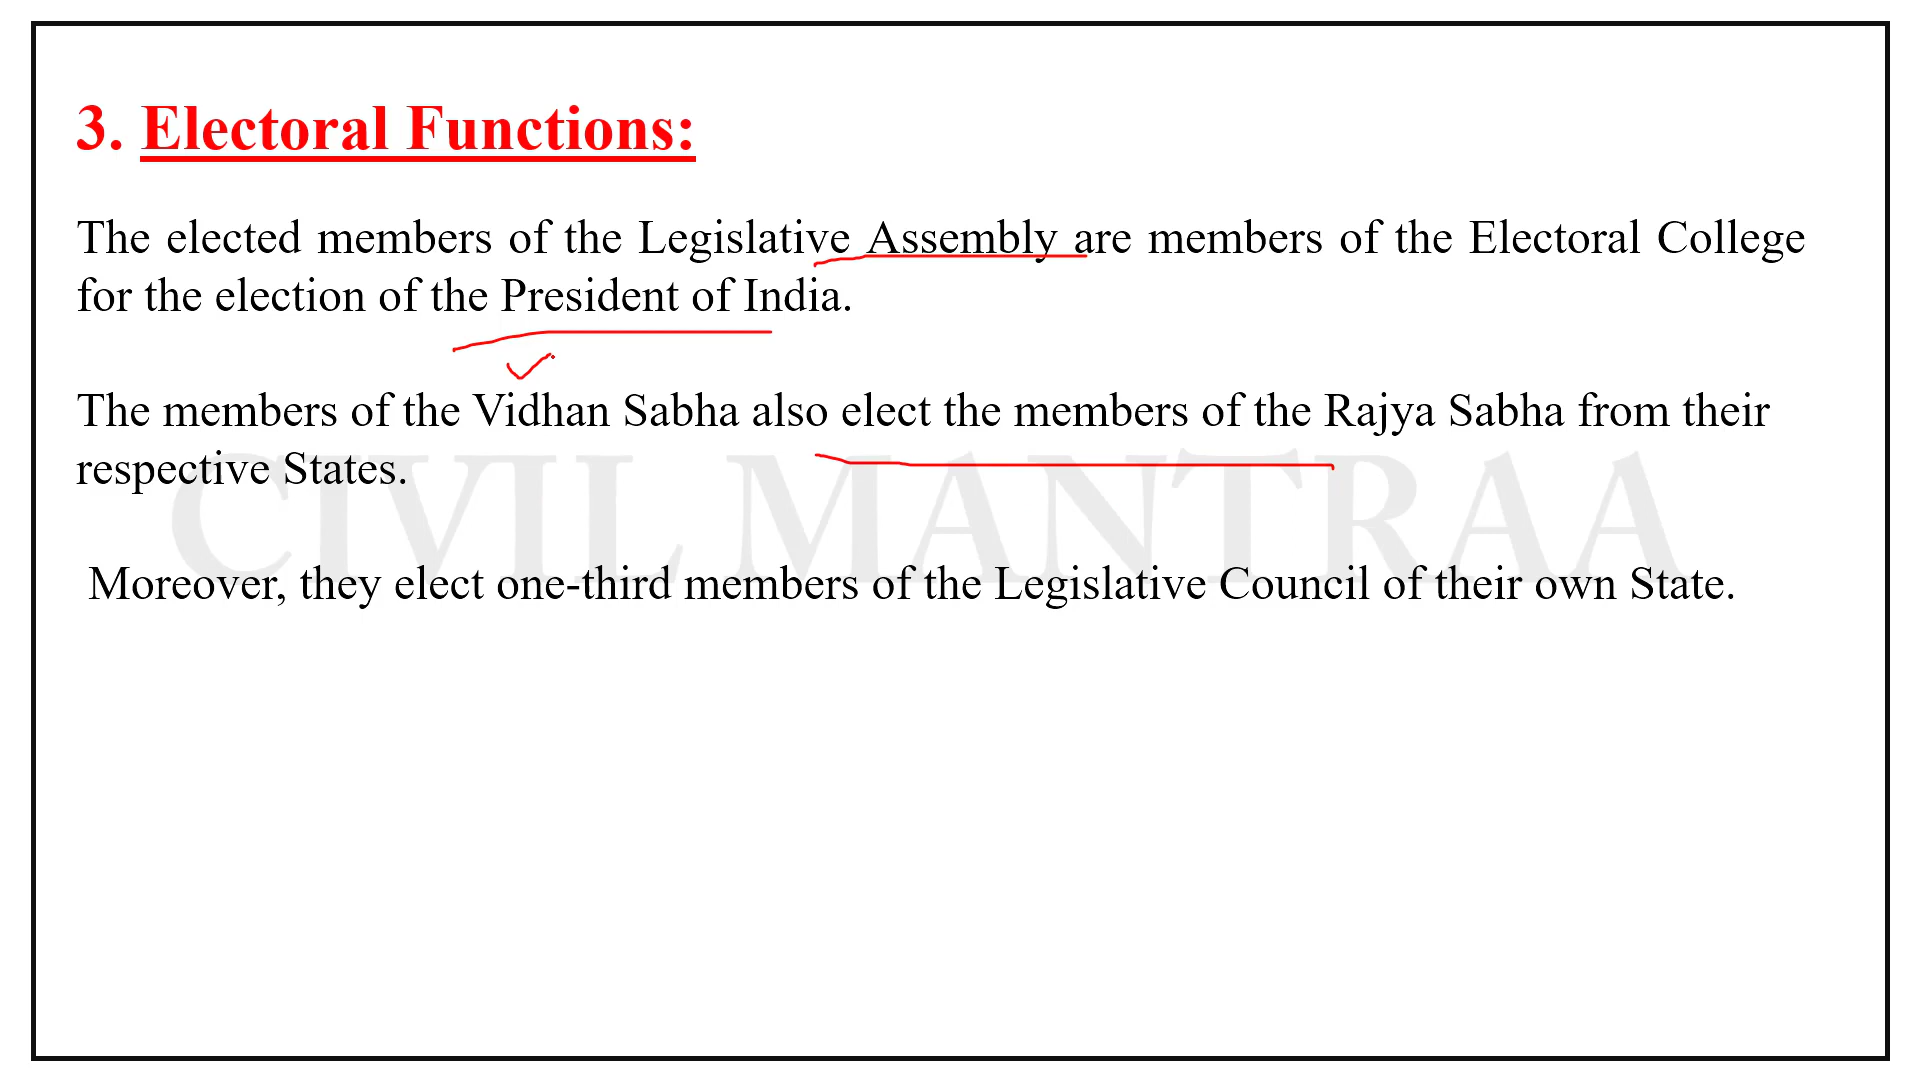 3. Electoral Functions:
The elected members of the Legislative Assembly are members of the Electoral College
for the election of the President of India.
The members of the Vidhan Sabha also elect the members of the Rajya Sabha from their
respective States.
CIVIL MANTRAA
Moreover, they elect one-third members of the Legislative Council of their own State.